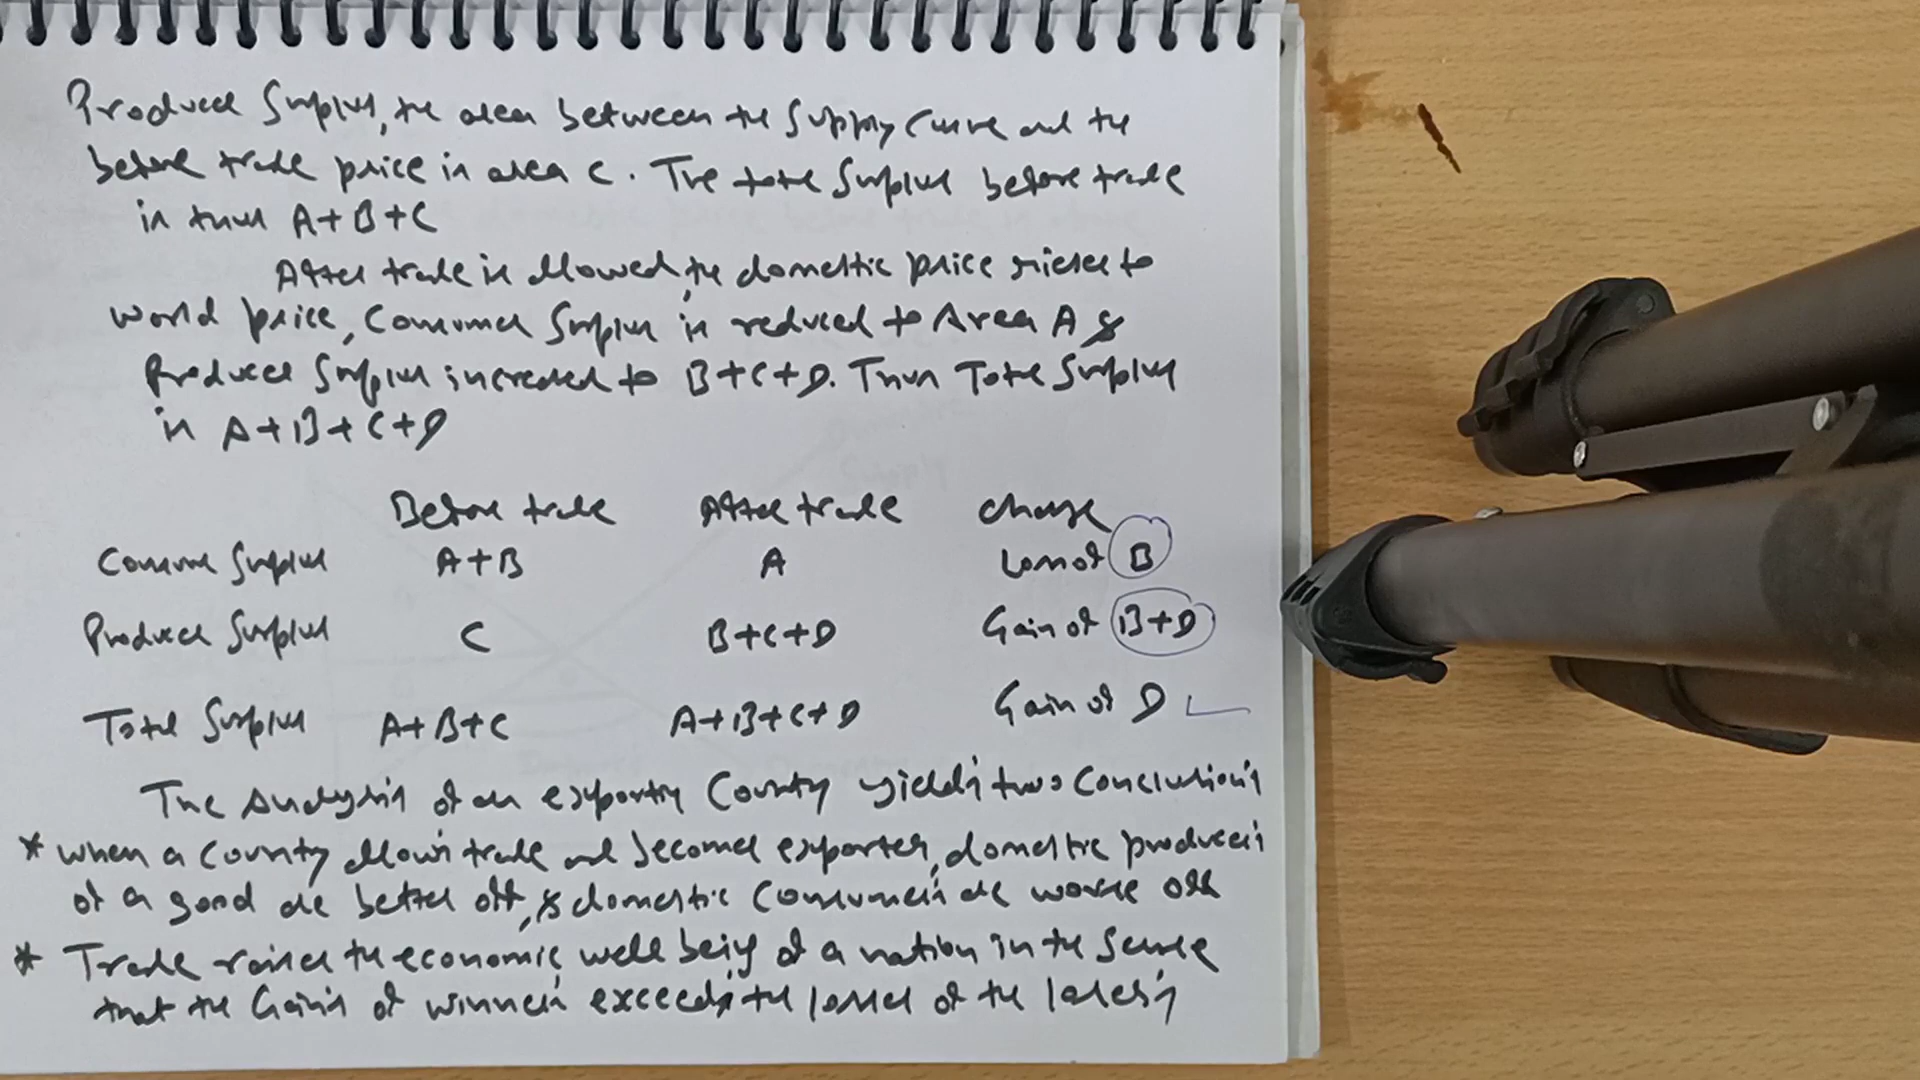 Producer Surplus, the area between the supply curve and the
before trade price is area C. The total Surplus before trade
is thus A+B+C
After trade is allowed, the domestic price rises to
world price, Consumer Surplus is reduced to Area A &
Producer Surplus increased to B+C+D. Thus Total Surplus
is A+B+C+D
Before trade After trade change
Consumer Surplus A+B A Loss of B
Producer Surplus C B+C+D Gain of B+D
Total Surplus A+B+C A+B+C+D Gain of D
The analysis of an exporting County yields two Conclusions
* when a County allows trade and becomes exporter, domestic producers
of a good are better off, & domestic Consumers are worse off
* Trade raises the economic well being of a nation in the sense
that the Gains of winners exceeds the losses of the losers